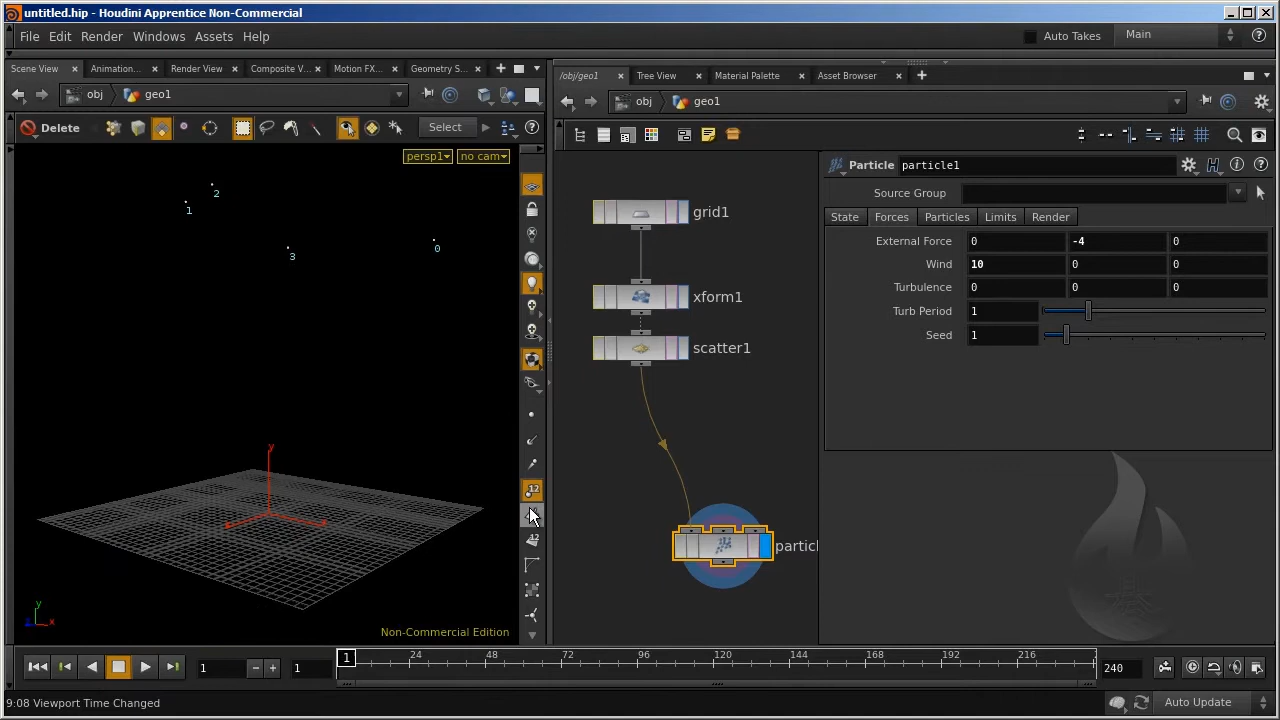 untitled.hip - Houdini Apprentice Non-Commercial
File Edit Render Windows Assets Help
Auto Takes Main
Scene View Animation... Render View Composite V... Motion FX... Geometry S...
/obj/geo1 Tree View Material Palette Asset Browser
obj geo1
obj geo1
Delete
Select
persp1 no cam
2
1
3
0
y
y
x
Non-Commercial Edition
12
12
grid1
xform1
scatter1
particl
Particle particle1
Source Group
State Forces Particles Limits Render
External Force 0 -4 0
Wind 10 0 0
Turbulence 0 0 0
Turb Period 1
Seed 1
1 1 1 24 48 72 96 120 144 168 192 216 240
9:08 Viewport Time Changed
Auto Update